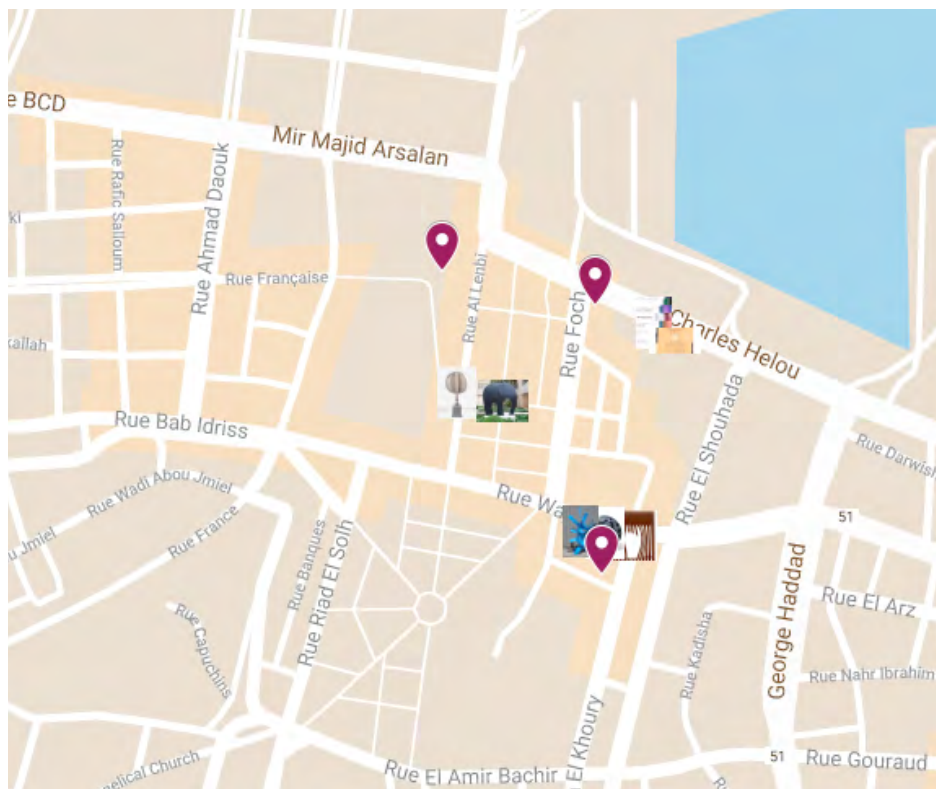 e BCD
Mir Majid Arsalan
Rue Rafic Salloum
Rue Ahmad Daouk
Rue Française
Rue Al Lenbi
Rue Foch
Charles Helou
kallah
Rue Bab Idriss
Rue El Shouhada
Rue Darwish
Rue Wadi Abou Jmiel
Rue Wa
51
u Jmiel
Rue France
Rue Banques
Rue Riad El Solh
George Haddad
Rue El Arz
Rue Capuchins
Rue Kadisha
Rue Nahr Ibrahim
El Khoury
elical Church
Rue El Amir Bachir
51
Rue Gouraud